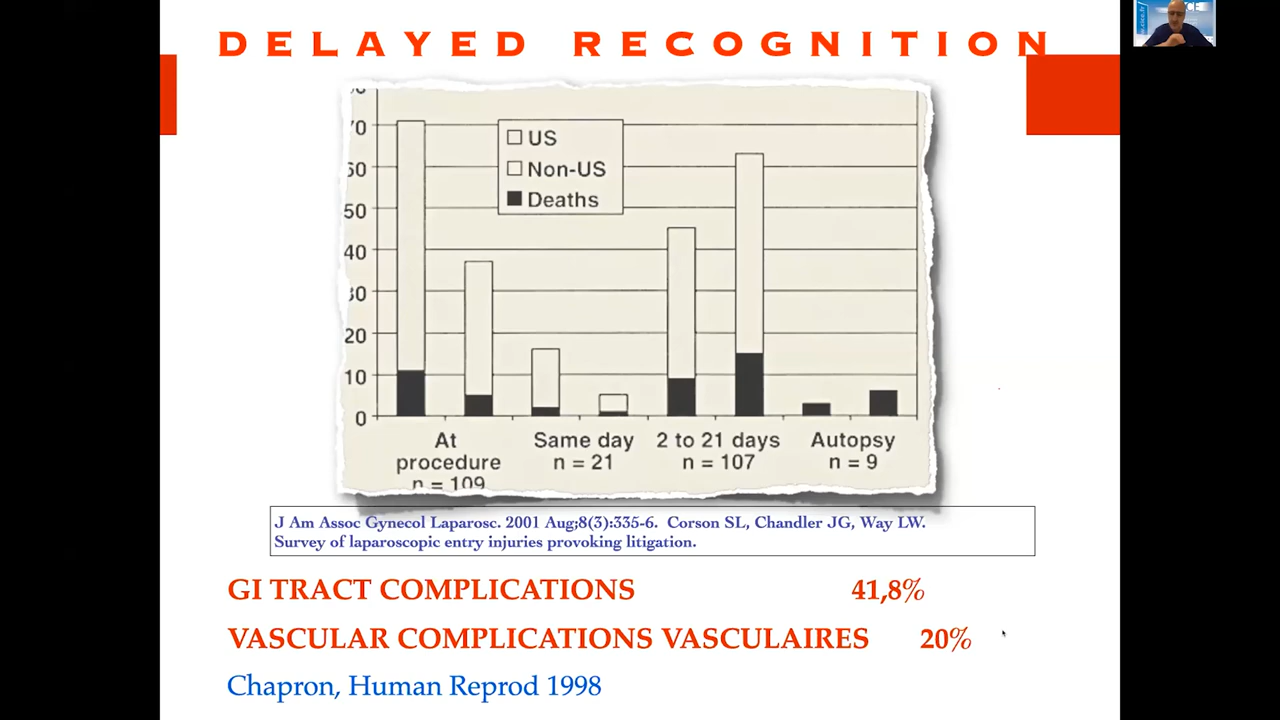 DELAYED RECOGNITION
US
Non-US
Deaths
50
40
20
10
0
At
procedure
n = 109
Same day
n = 21
2 to 21 days
n = 107
Autopsy
n = 9
J Am Assoc Gynecol Laparosc. 2001 Aug;8(3):335-6. Corson SL, Chandler JG, Way LW.
Survey of laparoscopic entry injuries provoking litigation.
GI TRACT COMPLICATIONS 41,8%
VASCULAR COMPLICATIONS VASCULAIRES 20%
Chapron, Human Reprod 1998